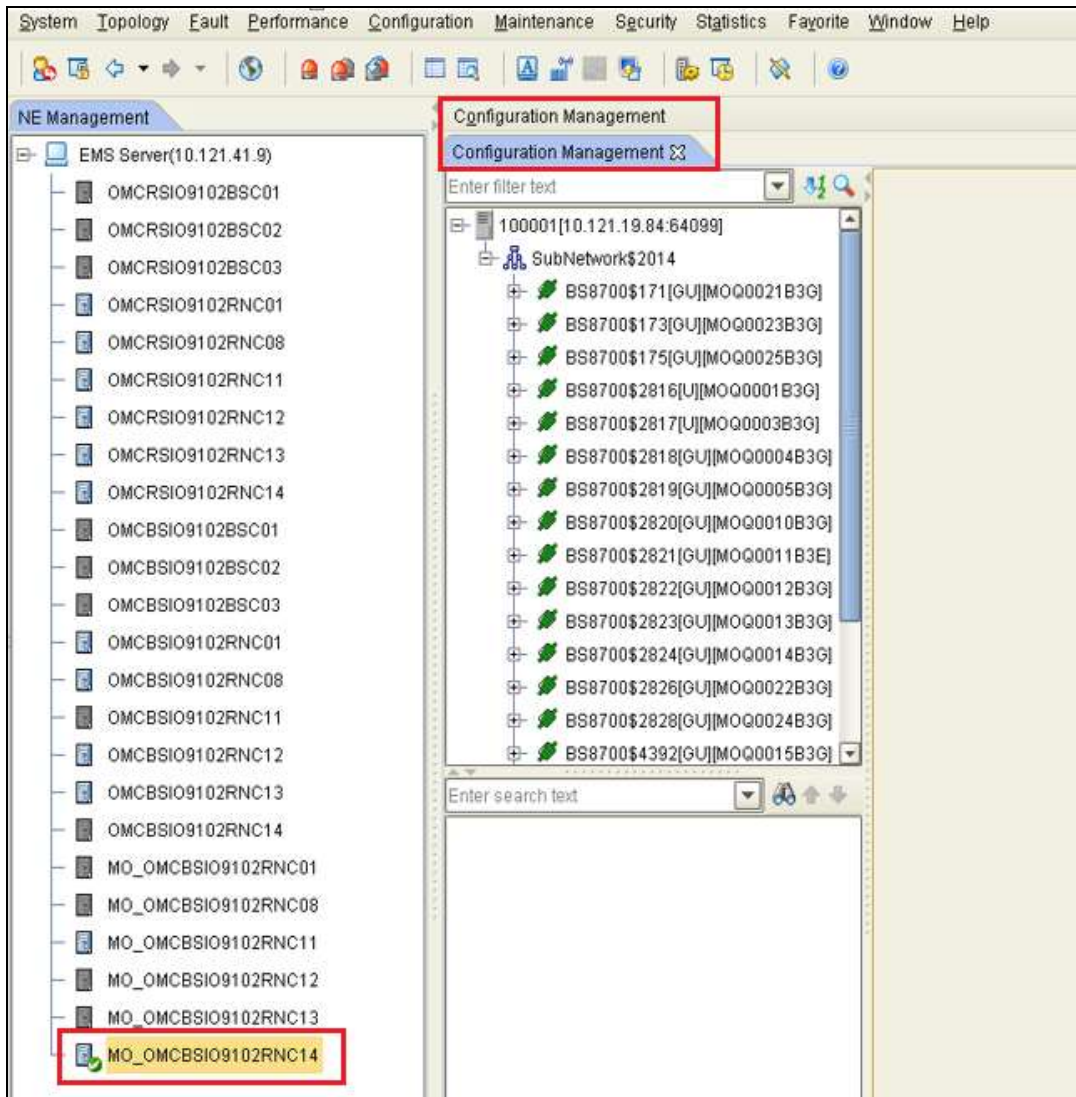 System Topology Fault Performance Configuration Maintenance Security Statistics Favorite Window Help
NE Management
EMS Server(10.121.41.9)
OMCRSIO9102BSC01
OMCRSIO9102BSC02
OMCRSIO9102BSC03
OMCRSIO9102RNC01
OMCRSIO9102RNC08
OMCRSIO9102RNC11
OMCRSIO9102RNC12
OMCRSIO9102RNC13
OMCRSIO9102RNC14
OMCBSIO9102BSC01
OMCBSIO9102BSC02
OMCBSIO9102BSC03
OMCBSIO9102RNC01
OMCBSIO9102RNC08
OMCBSIO9102RNC11
OMCBSIO9102RNC12
OMCBSIO9102RNC13
OMCBSIO9102RNC14
MO_OMCBSIO9102RNC01
MO_OMCBSIO9102RNC08
MO_OMCBSIO9102RNC11
MO_OMCBSIO9102RNC12
MO_OMCBSIO9102RNC13
MO_OMCBSIO9102RNC14
Configuration Management
Configuration Management
Enter filter text
100001[10.121.19.84:64099]
SubNetwork$2014
BS8700$171[GU][MOQ0021B3G]
BS8700$173[GU][MOQ0023B3G]
BS8700$175[GU][MOQ0025B3G]
BS8700$2816[U][MOQ0001B3G]
BS8700$2817[U][MOQ0003B3G]
BS8700$2818[GU][MOQ0004B3G]
BS8700$2819[GU][MOQ0005B3G]
BS8700$2820[GU][MOQ0010B3G]
BS8700$2821[GU][MOQ0011B3E]
BS8700$2822[GU][MOQ0012B3G]
BS8700$2823[GU][MOQ0013B3G]
BS8700$2824[GU][MOQ0014B3G]
BS8700$2826[GU][MOQ0022B3G]
BS8700$2828[GU][MOQ0024B3G]
BS8700$4392[GU][MOQ0015B3G]
Enter search text